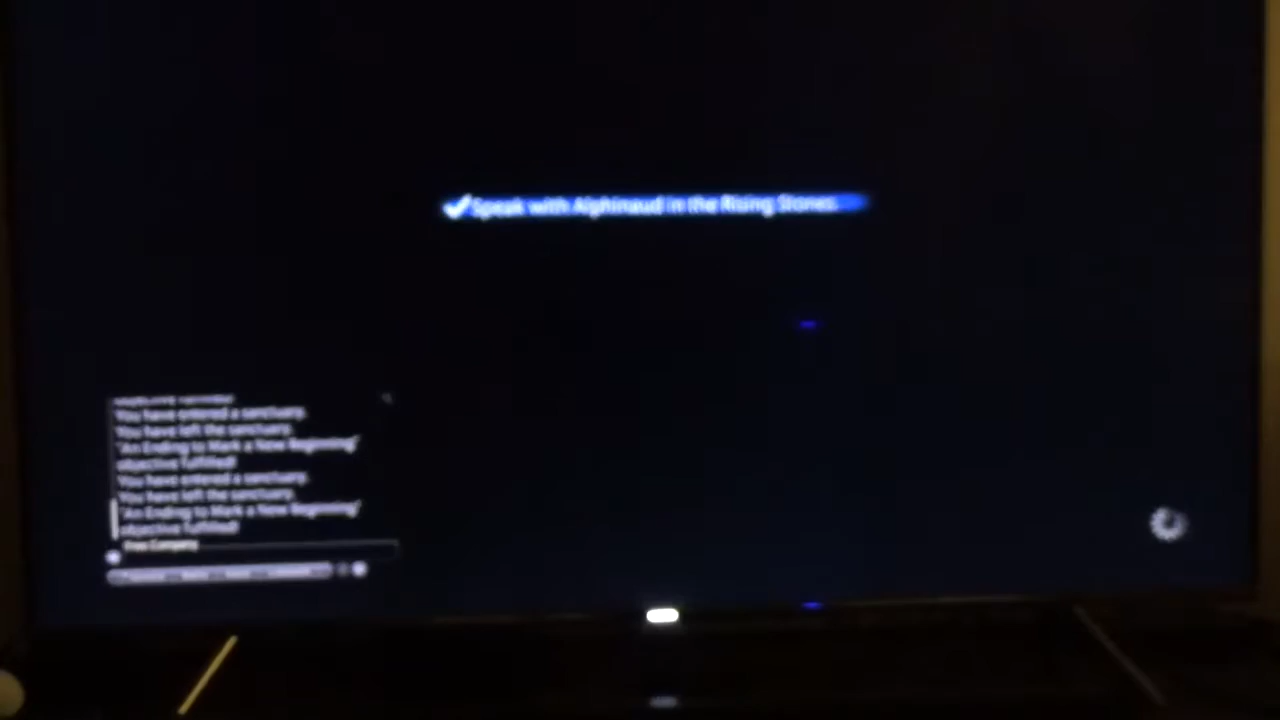 Speak with Alphinaud in the Rising Stones.
You have entered a sanctuary.
You have left the sanctuary.
"An Ending to Mark a New Beginning"
objective fulfilled!
You have entered a sanctuary.
You have left the sanctuary.
"An Ending to Mark a New Beginning"
objective fulfilled!
Free Company